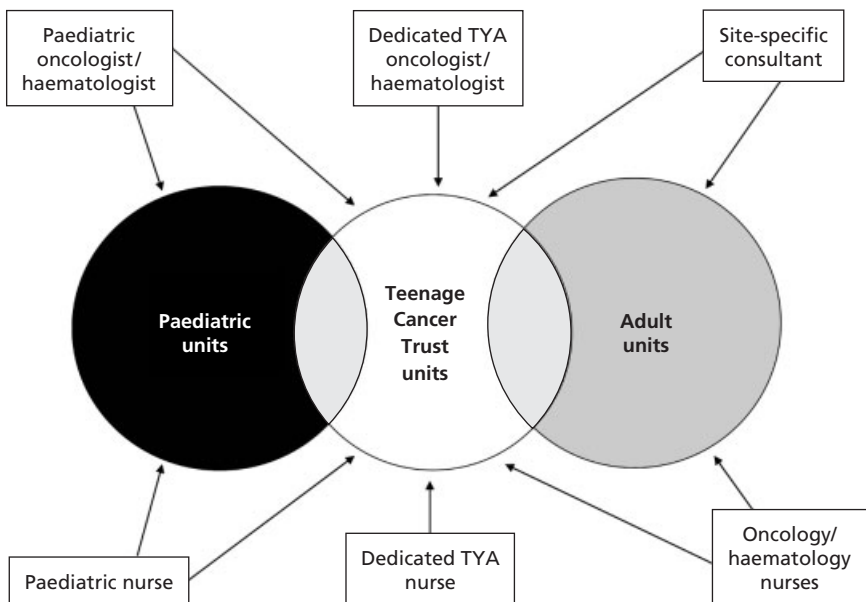 Paediatric
oncologist/
haematologist
Dedicated TYA
oncologist/
haematologist
Site-specific
consultant
Paediatric
units
Teenage
Cancer
Trust
units
Adult
units
Paediatric nurse
Dedicated TYA
nurse
Oncology/
haematology
nurses